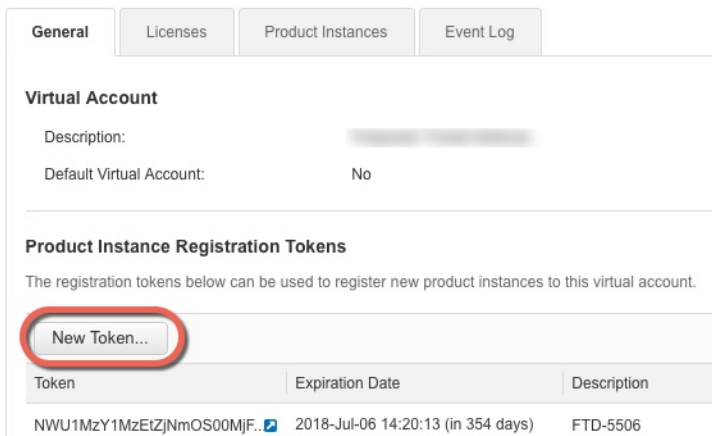 General Licenses Product Instances Event Log
Virtual Account
Description:
Default Virtual Account: No
Product Instance Registration Tokens
The registration tokens below can be used to register new product instances to this virtual account.
New Token...
Token Expiration Date Description
NWU1MzY1MzEtZjNmOS00MjF... 2018-Jul-06 14:20:13 (in 354 days) FTD-5506